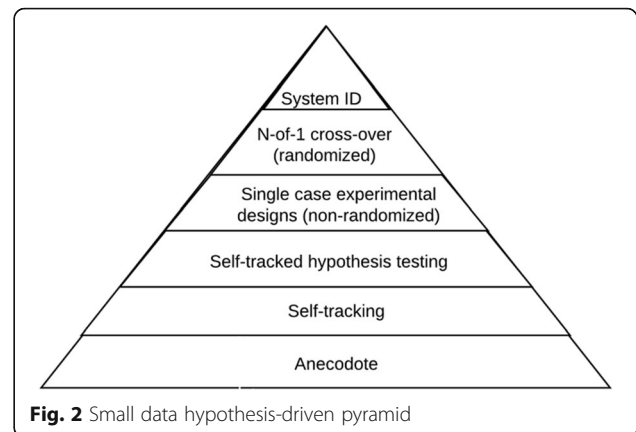 System ID
N-of-1 cross-over
(randomized)
Single case experimental
designs (non-randomized)
Self-tracked hypothesis testing
Self-tracking
Anecodote
Fig. 2 Small data hypothesis-driven pyramid